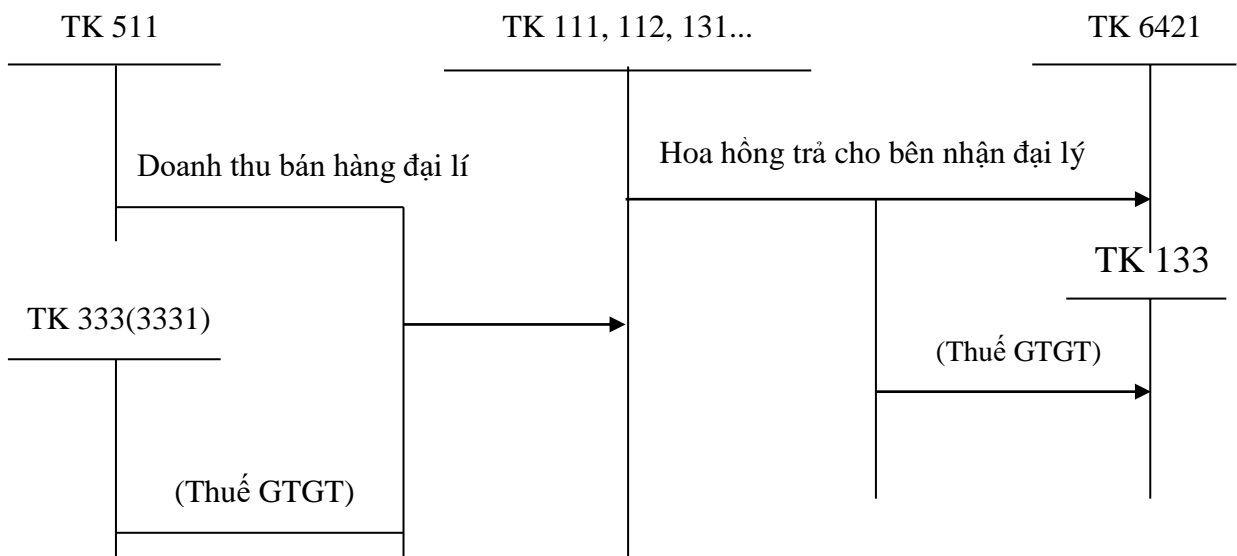 TK 511
TK 111, 112, 131...
TK 6421
Doanh thu bán hàng đại lí
Hoa hồng trả cho bên nhận đại lý
TK 133
TK 333(3331)
(Thuế GTGT)
(Thuế GTGT)